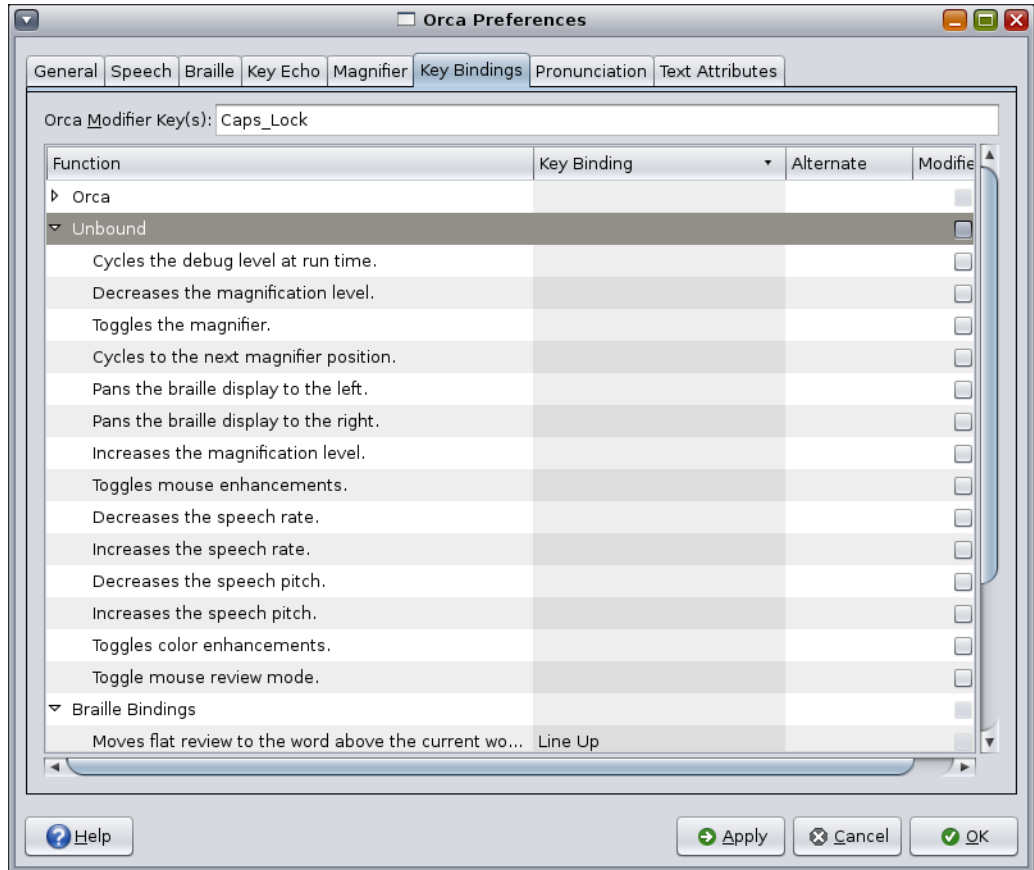 Orca Preferences
General Speech Braille Key Echo Magnifier Key Bindings Pronunciation Text Attributes
Orca Modifier Key(s): Caps_Lock
Function Key Binding Alternate Modifie
Orca
Unbound
Cycles the debug level at run time.
Decreases the magnification level.
Toggles the magnifier.
Cycles to the next magnifier position.
Pans the braille display to the left.
Pans the braille display to the right.
Increases the magnification level.
Toggles mouse enhancements.
Decreases the speech rate.
Increases the speech rate.
Decreases the speech pitch.
Increases the speech pitch.
Toggles color enhancements.
Toggle mouse review mode.
Braille Bindings
Moves flat review to the word above the current wo... Line Up
Help Apply Cancel OK